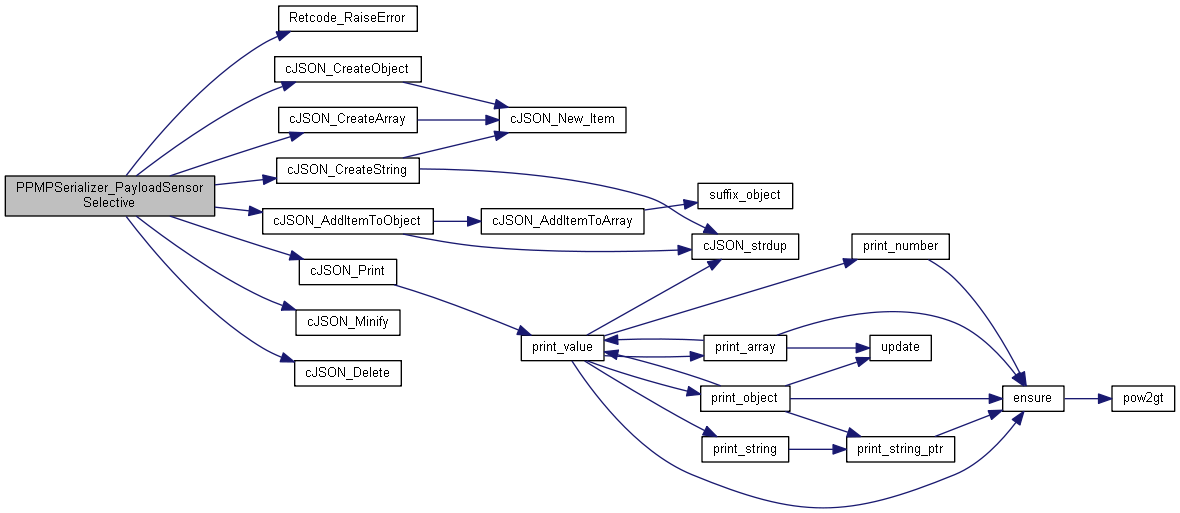 PPMPSerializer_PayloadSensor
Selective
Retcode_RaiseError
cJSON_CreateObject
cJSON_CreateArray
cJSON_CreateString
cJSON_AddItemToObject
cJSON_Print
cJSON_Minify
cJSON_Delete
cJSON_New_Item
cJSON_AddItemToArray
suffix_object
cJSON_strdup
print_value
print_number
print_array
print_object
print_string
update
print_string_ptr
ensure
pow2gt